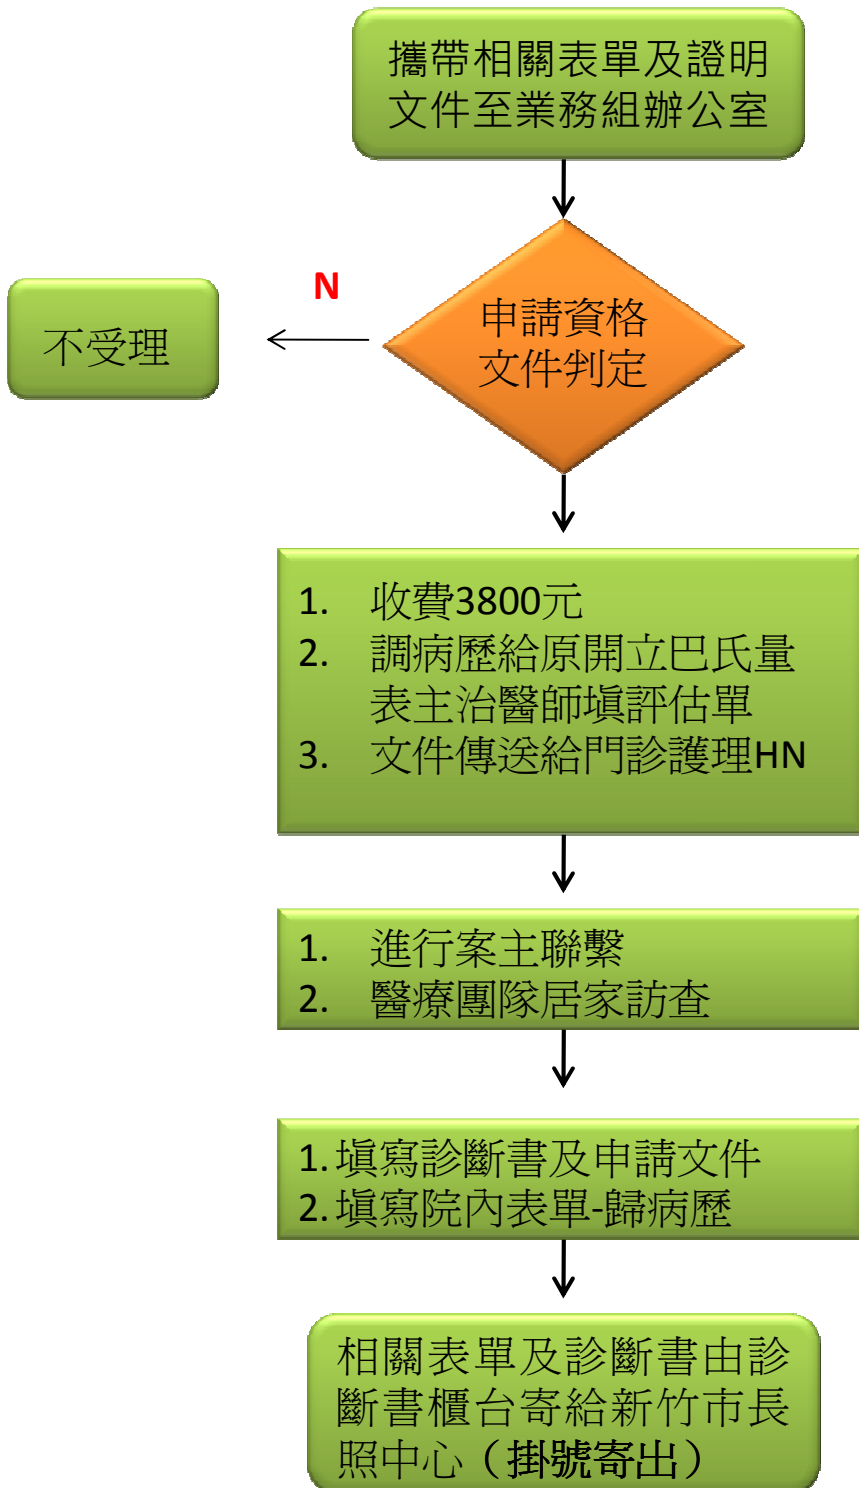 攜帶相關表單及證明
文件至業務組辦公室
N
不受理
申請資格
文件判定
1. 收費3800元
2. 調病歷給原開立巴氏量
表主治醫師填評估單
3. 文件傳送給門診護理HN
1. 進行案主聯繫
2. 醫療團隊居家訪查
1. 填寫診斷書及申請文件
2. 填寫院內表單-歸病歷
相關表單及診斷書由診
斷書櫃台寄給新竹市長
照中心（掛號寄出）